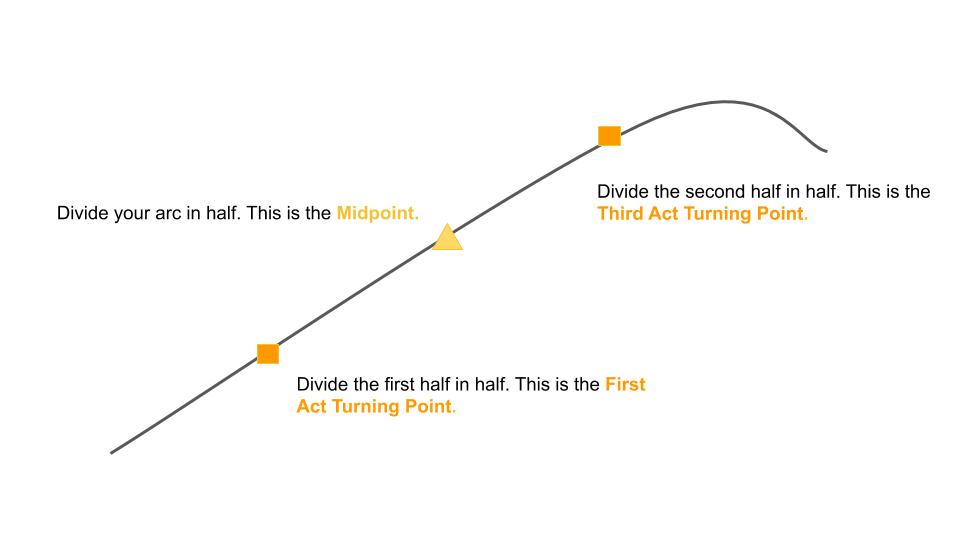 Divide your arc in half. This is the Midpoint.
Divide the second half in half. This is the
Third Act Turning Point.
Divide the first half in half. This is the First
Act Turning Point.